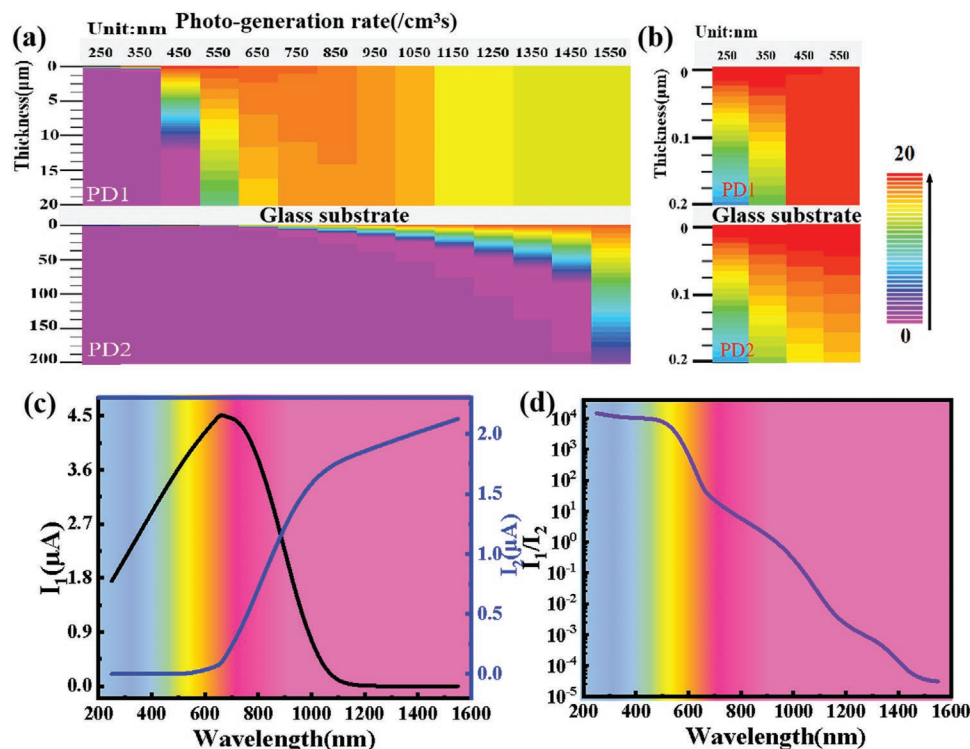 (a) Unit:nm Photo-generation rate(/cm³s)
250 350 450 550 650 750 850 950 1050 1150 1250 1350 1450 1550
Thickness(μm)
0
5
10
15
20
PD1
Glass substrate
0
50
100
150
200
PD2
(b) Unit:nm
250 350 450 550
Thickness(μm)
0
0.1
0.2
PD1
Glass substrate
0
0.1
0.2
PD2
20
0
(c)
I₁(μA)
4.5
3.6
2.7
1.8
0.9
0.0
I₂(μA)
2.0
1.5
1.0
0.5
0.0
200 400 600 800 1000 1200 1400 1600
Wavelength(nm)
(d)
I₁/I₂
10⁴
10³
10²
10¹
10⁰
10⁻¹
10⁻²
10⁻³
10⁻⁴
10⁻⁵
200 400 600 800 1000 1200 1400 1600
Wavelength(nm)